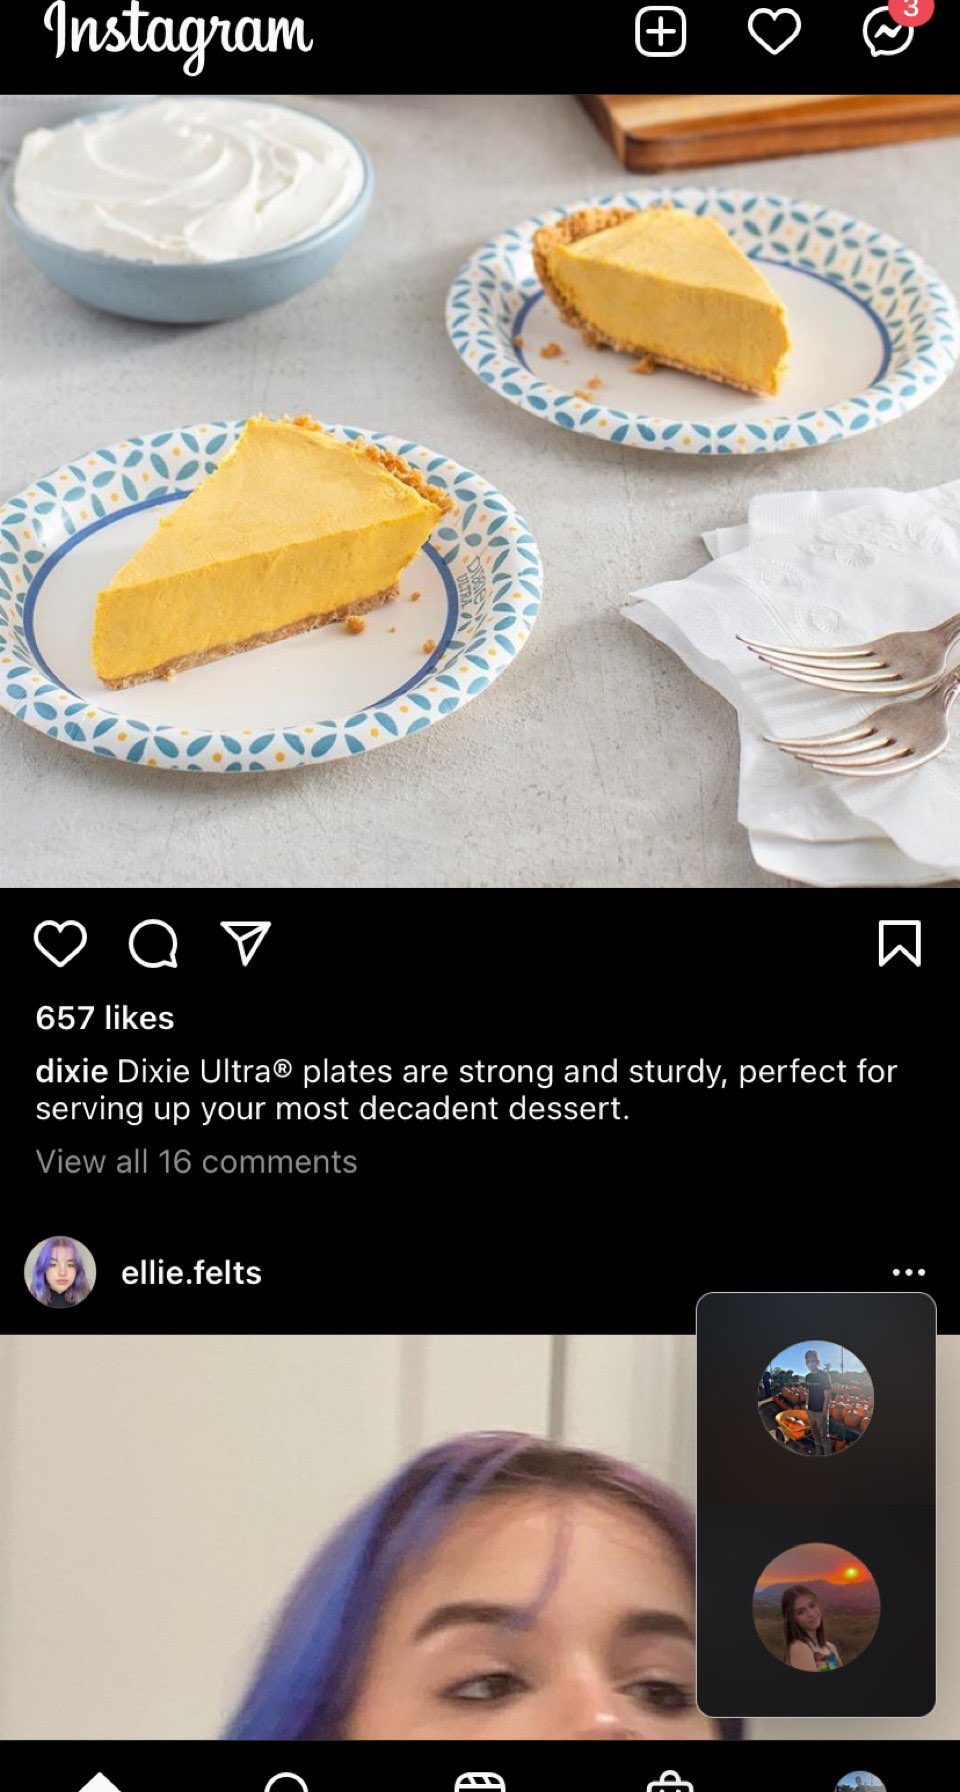 Instagram
3
Dixie
ULTRA
657 likes
dixie Dixie Ultra® plates are strong and sturdy, perfect for
serving up your most decadent dessert.
View all 16 comments
ellie.felts